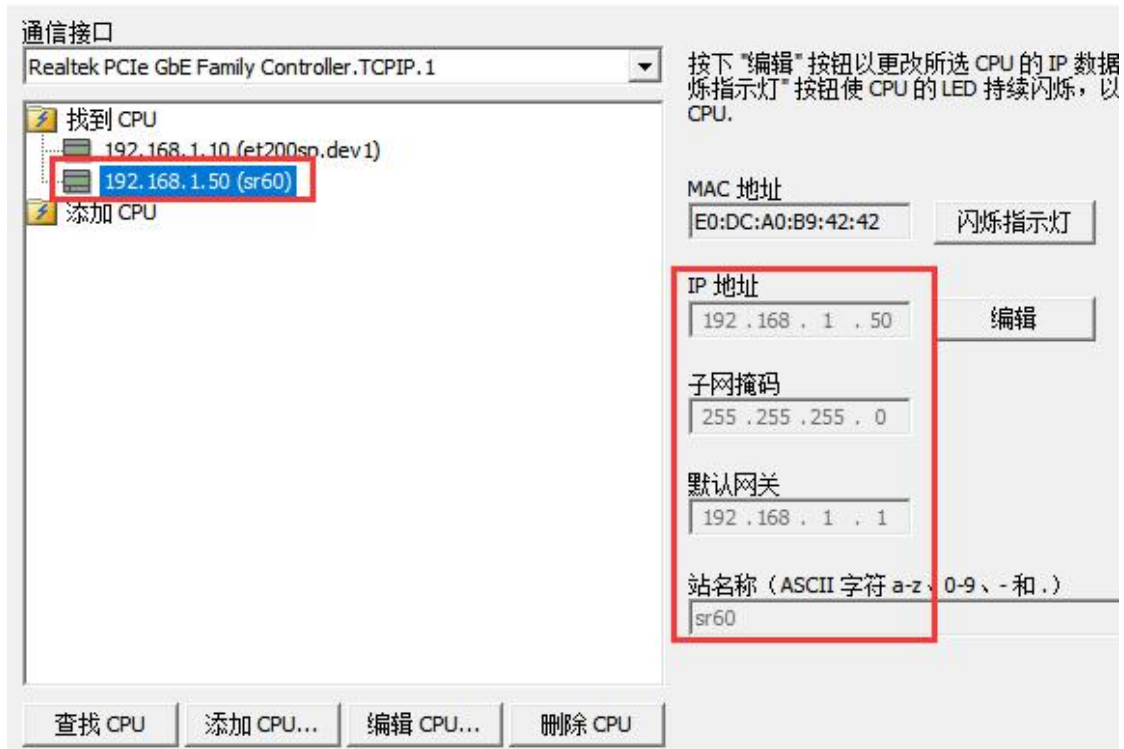 通信接口
Realtek PCIe GbE Family Controller.TCPIP.1
找到 CPU
192.168.1.10 (et200sp.dev1)
192.168.1.50 (sr60)
添加 CPU
查找 CPU
添加 CPU...
编辑 CPU...
删除 CPU
按下 "编辑" 按钮以更改所选 CPU 的 IP 数据
烁指示灯" 按钮使 CPU 的 LED 持续闪烁，以
CPU.
MAC 地址
E0:DC:A0:B9:42:42
闪烁指示灯
IP 地址
192 . 168 . 1 . 50
编辑
子网掩码
255 . 255 . 255 . 0
默认网关
192 . 168 . 1 . 1
站名称（ASCII 字符 a-z、0-9、- 和 .）
sr60